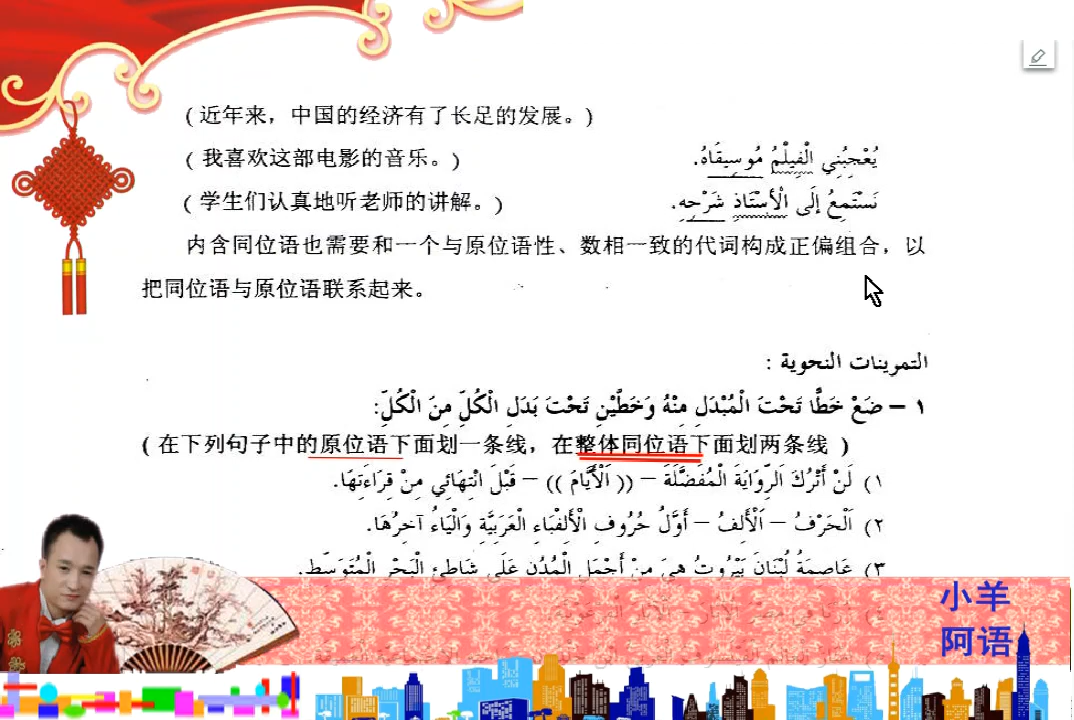 (近年来，中国的经济有了长足的发展。)
(我喜欢这部电影的音乐。) يُعْجِبُنِي الْفِيلْمُ مُوسِيقَاهُ.
(学生们认真地听老师的讲解。) نَسْتَمِعُ إِلَى الْأُسْتَاذِ شَرْحِهِ.
内含同位语也需要和一个与原位语性、数相一致的代词构成正偏组合，以
把同位语与原位语联系起来。
التمرينات النحوية :
١ – ضَعْ خَطًّا تَحْتَ الْمُبْدَلِ مِنْهُ وَخَطَّيْنِ تَحْتَ بَدَلِ الْكُلِّ مِنَ الْكُلِّ:
(在下列句子中的原位语下面划一条线，在整体同位语下面划两条线)
١) لَنْ أَتْرُكَ الرِّوَايَةَ الْمُفَضَّلَةَ – (( اَلْأَيَّامَ )) – قَبْلَ انْتِهَائِي مِنْ قِرَاءَتِهَا.
٢) اَلْحَرْفُ – اَلْأَلِفُ – أَوَّلُ حُرُوفِ الْأَلِفْبَاءِ الْعَرَبِيَّةِ وَالْيَاءُ آخِرُهَا.
٣) عَاصِمَةُ لُبْنَانَ بَيْرُوتُ هِيَ مِنْ أَجْمَلِ الْمُدُنِ عَلَى شَاطِئِ الْبَحْرِ الْمُتَوَسِّطِ.
小羊
阿语